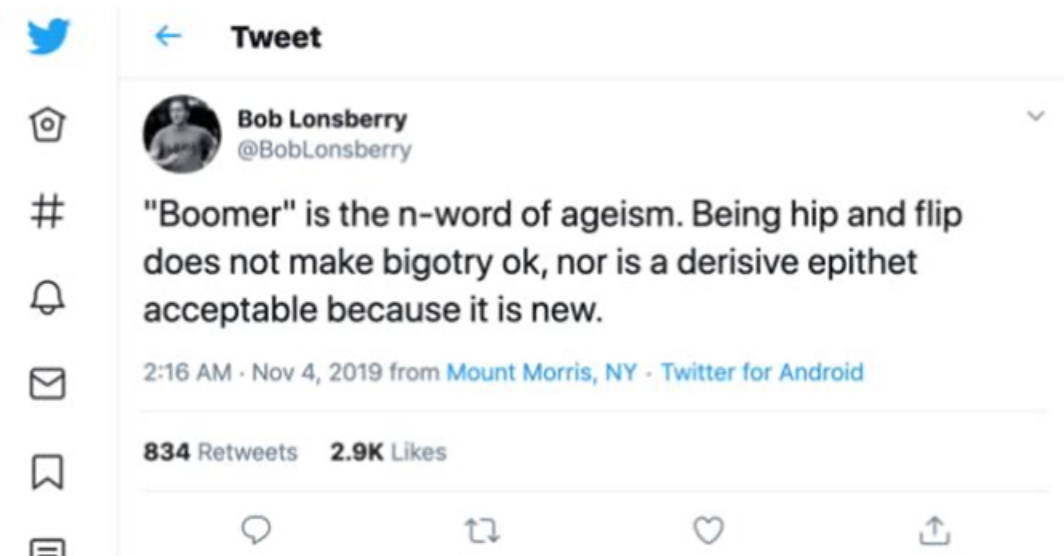 Tweet
Bob Lonsberry
@BobLonsberry
"Boomer" is the n-word of ageism. Being hip and flip
does not make bigotry ok, nor is a derisive epithet
acceptable because it is new.
2:16 AM · Nov 4, 2019 from Mount Morris, NY · Twitter for Android
834 Retweets 2.9K Likes